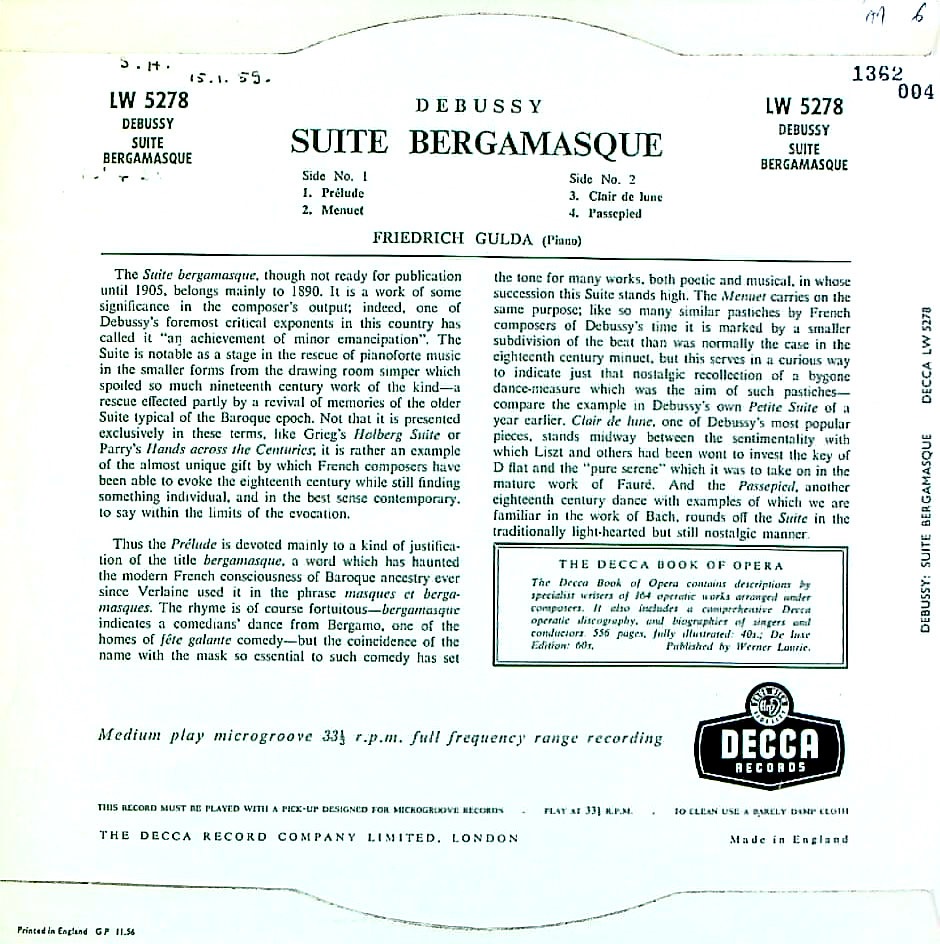 M 6
S. H.
15.1.59.
1362
004
LW 5278
DEBUSSY
SUITE
BERGAMASQUE
DEBUSSY
SUITE BERGAMASQUE
LW 5278
DEBUSSY
SUITE
BERGAMASQUE
Side No. 1
1. Prélude
2. Menuet
Side No. 2
3. Clair de lune
4. Passepied
FRIEDRICH GULDA (Piano)
The Suite bergamasque, though not ready for publication
until 1905, belongs mainly to 1890. It is a work of some
significance in the composer's output; indeed, one of
Debussy's foremost critical exponents in this country has
called it “an achievement of minor emancipation”. The
Suite is notable as a stage in the rescue of pianoforte music
in the smaller forms from the drawing room simper which
spoiled so much nineteenth century work of the kind—a
rescue effected partly by a revival of memories of the older
Suite typical of the Baroque epoch. Not that it is presented
exclusively in these terms, like Grieg's Holberg Suite or
Parry's Hands across the Centuries; it is rather an example
of the almost unique gift by which French composers have
been able to evoke the eighteenth century while still finding
something individual, and in the best sense contemporary,
to say within the limits of the evocation.
Thus the Prélude is devoted mainly to a kind of justifica-
tion of the title bergamasque, a word which has haunted
the modern French consciousness of Baroque ancestry ever
since Verlaine used it in the phrase masques et berga-
masques. The rhyme is of course fortuitous—bergamasque
indicates a comedians' dance from Bergamo, one of the
homes of fête galante comedy—but the coincidence of the
name with the mask so essential to such comedy has set
the tone for many works, both poetic and musical, in whose
succession this Suite stands high. The Menuet carries on the
same purpose; like so many similar pastiches by French
composers of Debussy's time it is marked by a smaller
subdivision of the beat than was normally the case in the
eighteenth century minuet, but this serves in a curious way
to indicate just that nostalgic recollection of a bygone
dance-measure which was the aim of such pastiches—
compare the example in Debussy's own Petite Suite of a
year earlier. Clair de lune, one of Debussy's most popular
pieces, stands midway between the sentimentality with
which Liszt and others had been wont to invest the key of
D flat and the “pure serene” which it was to take on in the
mature work of Fauré. And the Passepied, another
eighteenth century dance with examples of which we are
familiar in the work of Bach, rounds off the Suite in the
traditionally light-hearted but still nostalgic manner.
THE DECCA BOOK OF OPERA
The Decca Book of Opera contains descriptions by
specialist writers of 164 operatic works arranged under
composers. It also includes a comprehensive Decca
operatic discography, and biographies of singers and
conductors. 556 pages, fully illustrated: 40s.; De luxe
Edition: 60s. Published by Werner Laurie.
DEBUSSY: SUITE BERGAMASQUE DECCA LW 5278
Medium play microgroove 33⅓ r.p.m. full frequency range recording
DECCA
RECORDS
THIS RECORD MUST BE PLAYED WITH A PICK-UP DESIGNED FOR MICROGROOVE RECORDS . PLAY AT 33⅓ R.P.M. . TO CLEAN USE A BARELY DAMP CLOTH
THE DECCA RECORD COMPANY LIMITED, LONDON
Made in England
Printed in England G P 11.56